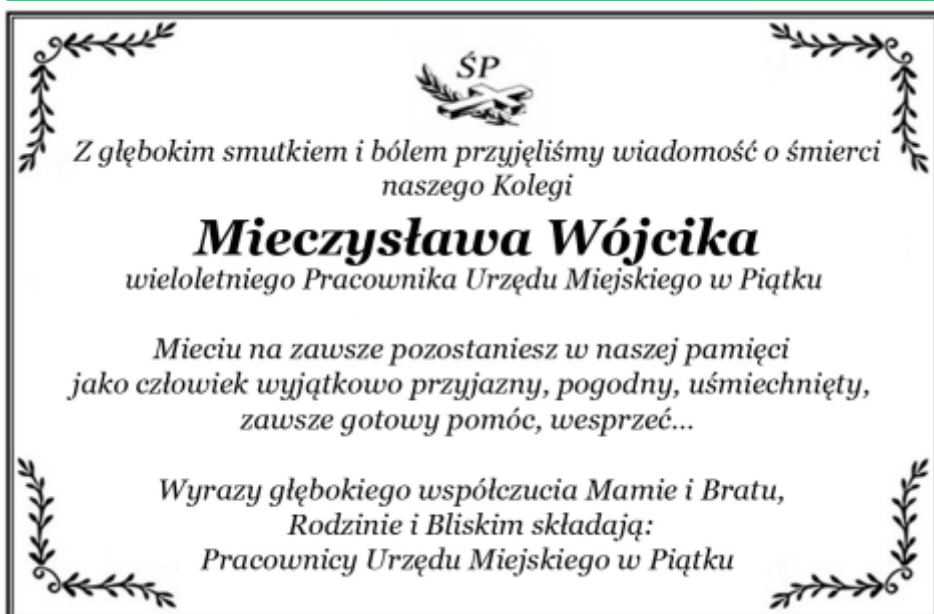 ŚP
Z głębokim smutkiem i bólem przyjęliśmy wiadomość o śmierci
naszego Kolegi
Mieczysława Wójcika
wieloletniego Pracownika Urzędu Miejskiego w Piątku
Mieciu na zawsze pozostaniesz w naszej pamięci
jako człowiek wyjątkowo przyjazny, pogodny, uśmiechnięty,
zawsze gotowy pomóc, wesprzeć...
Wyrazy głębokiego współczucia Mamie i Bratu,
Rodzinie i Bliskim składają:
Pracownicy Urzędu Miejskiego w Piątku